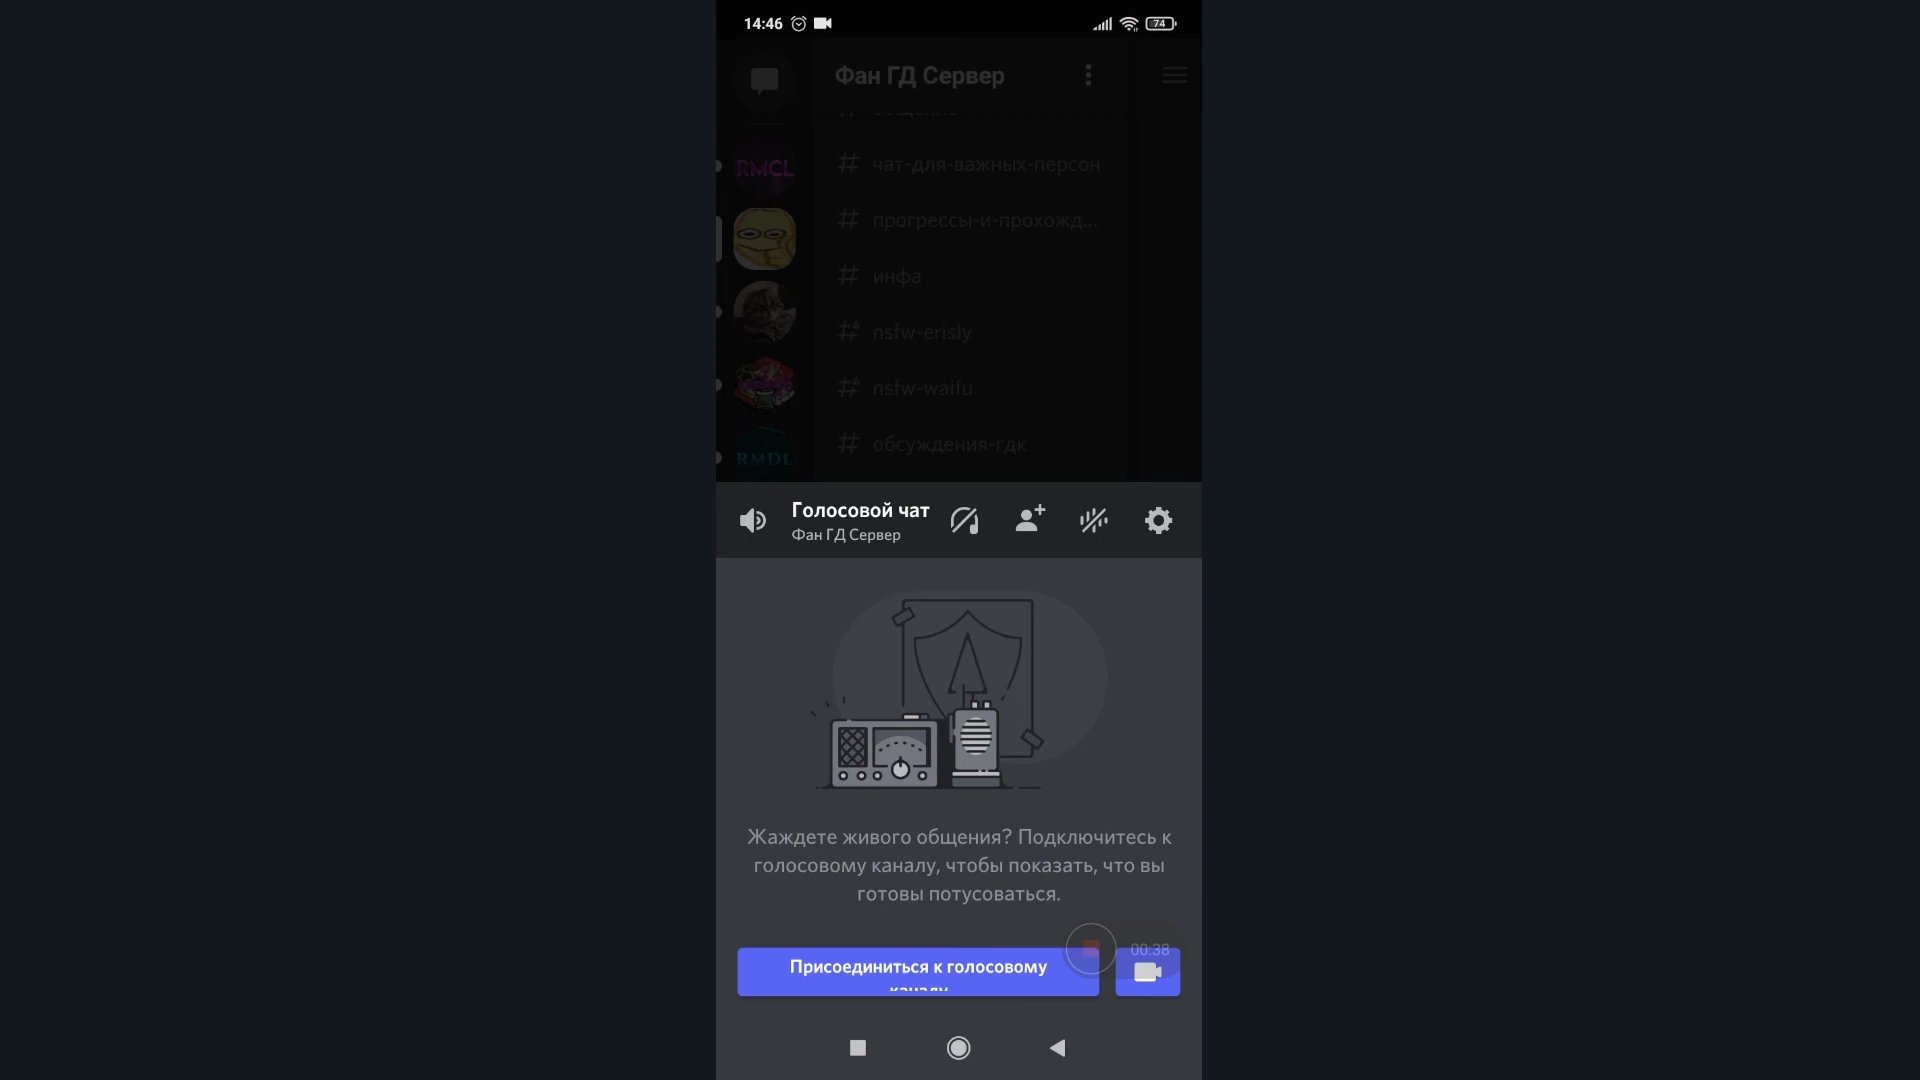 14:46
74
Фан ГД Сервер
RMCL
# чат-для-важных-персон
# прогрессы-и-прохожд...
# инфа
# nsfw-erisly
# nsfw-waifu
# обсуждения-гдк
RMDL
Голосовой чат
Фан ГД Сервер
Жаждете живого общения? Подключитесь к
голосовому каналу, чтобы показать, что вы
готовы потусоваться.
00:38
Присоединиться к голосовому
каналу